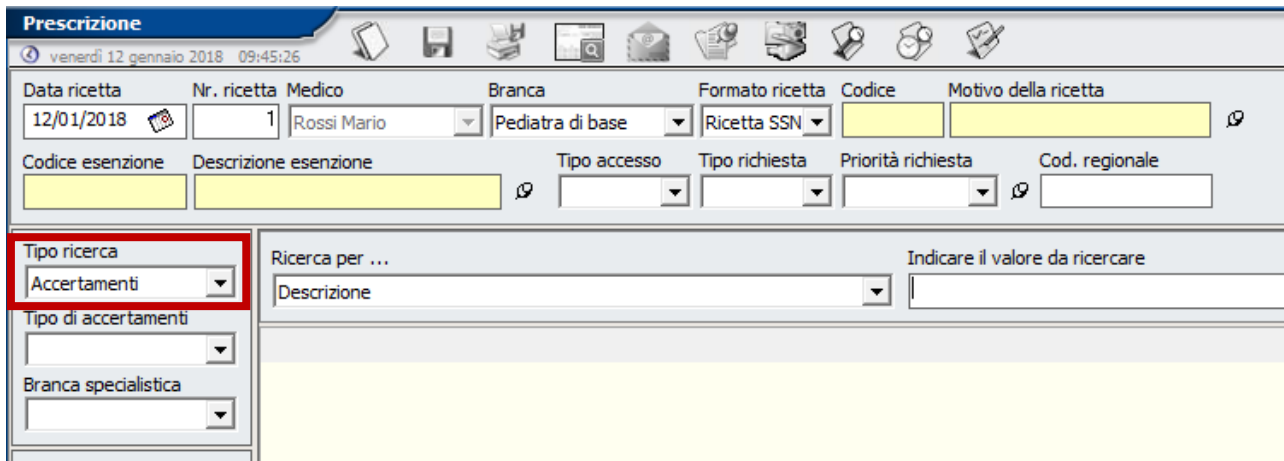 Prescrizione
venerdì 12 gennaio 2018 09:45:26
Data ricetta Nr. ricetta Medico Branca Formato ricetta Codice Motivo della ricetta
12/01/2018 1 Rossi Mario Pediatra di base Ricetta SSN
Codice esenzione Descrizione esenzione Tipo accesso Tipo richiesta Priorità richiesta Cod. regionale
Tipo ricerca Ricerca per ... Indicare il valore da ricercare
Accertamenti Descrizione
Tipo di accertamenti
Branca specialistica